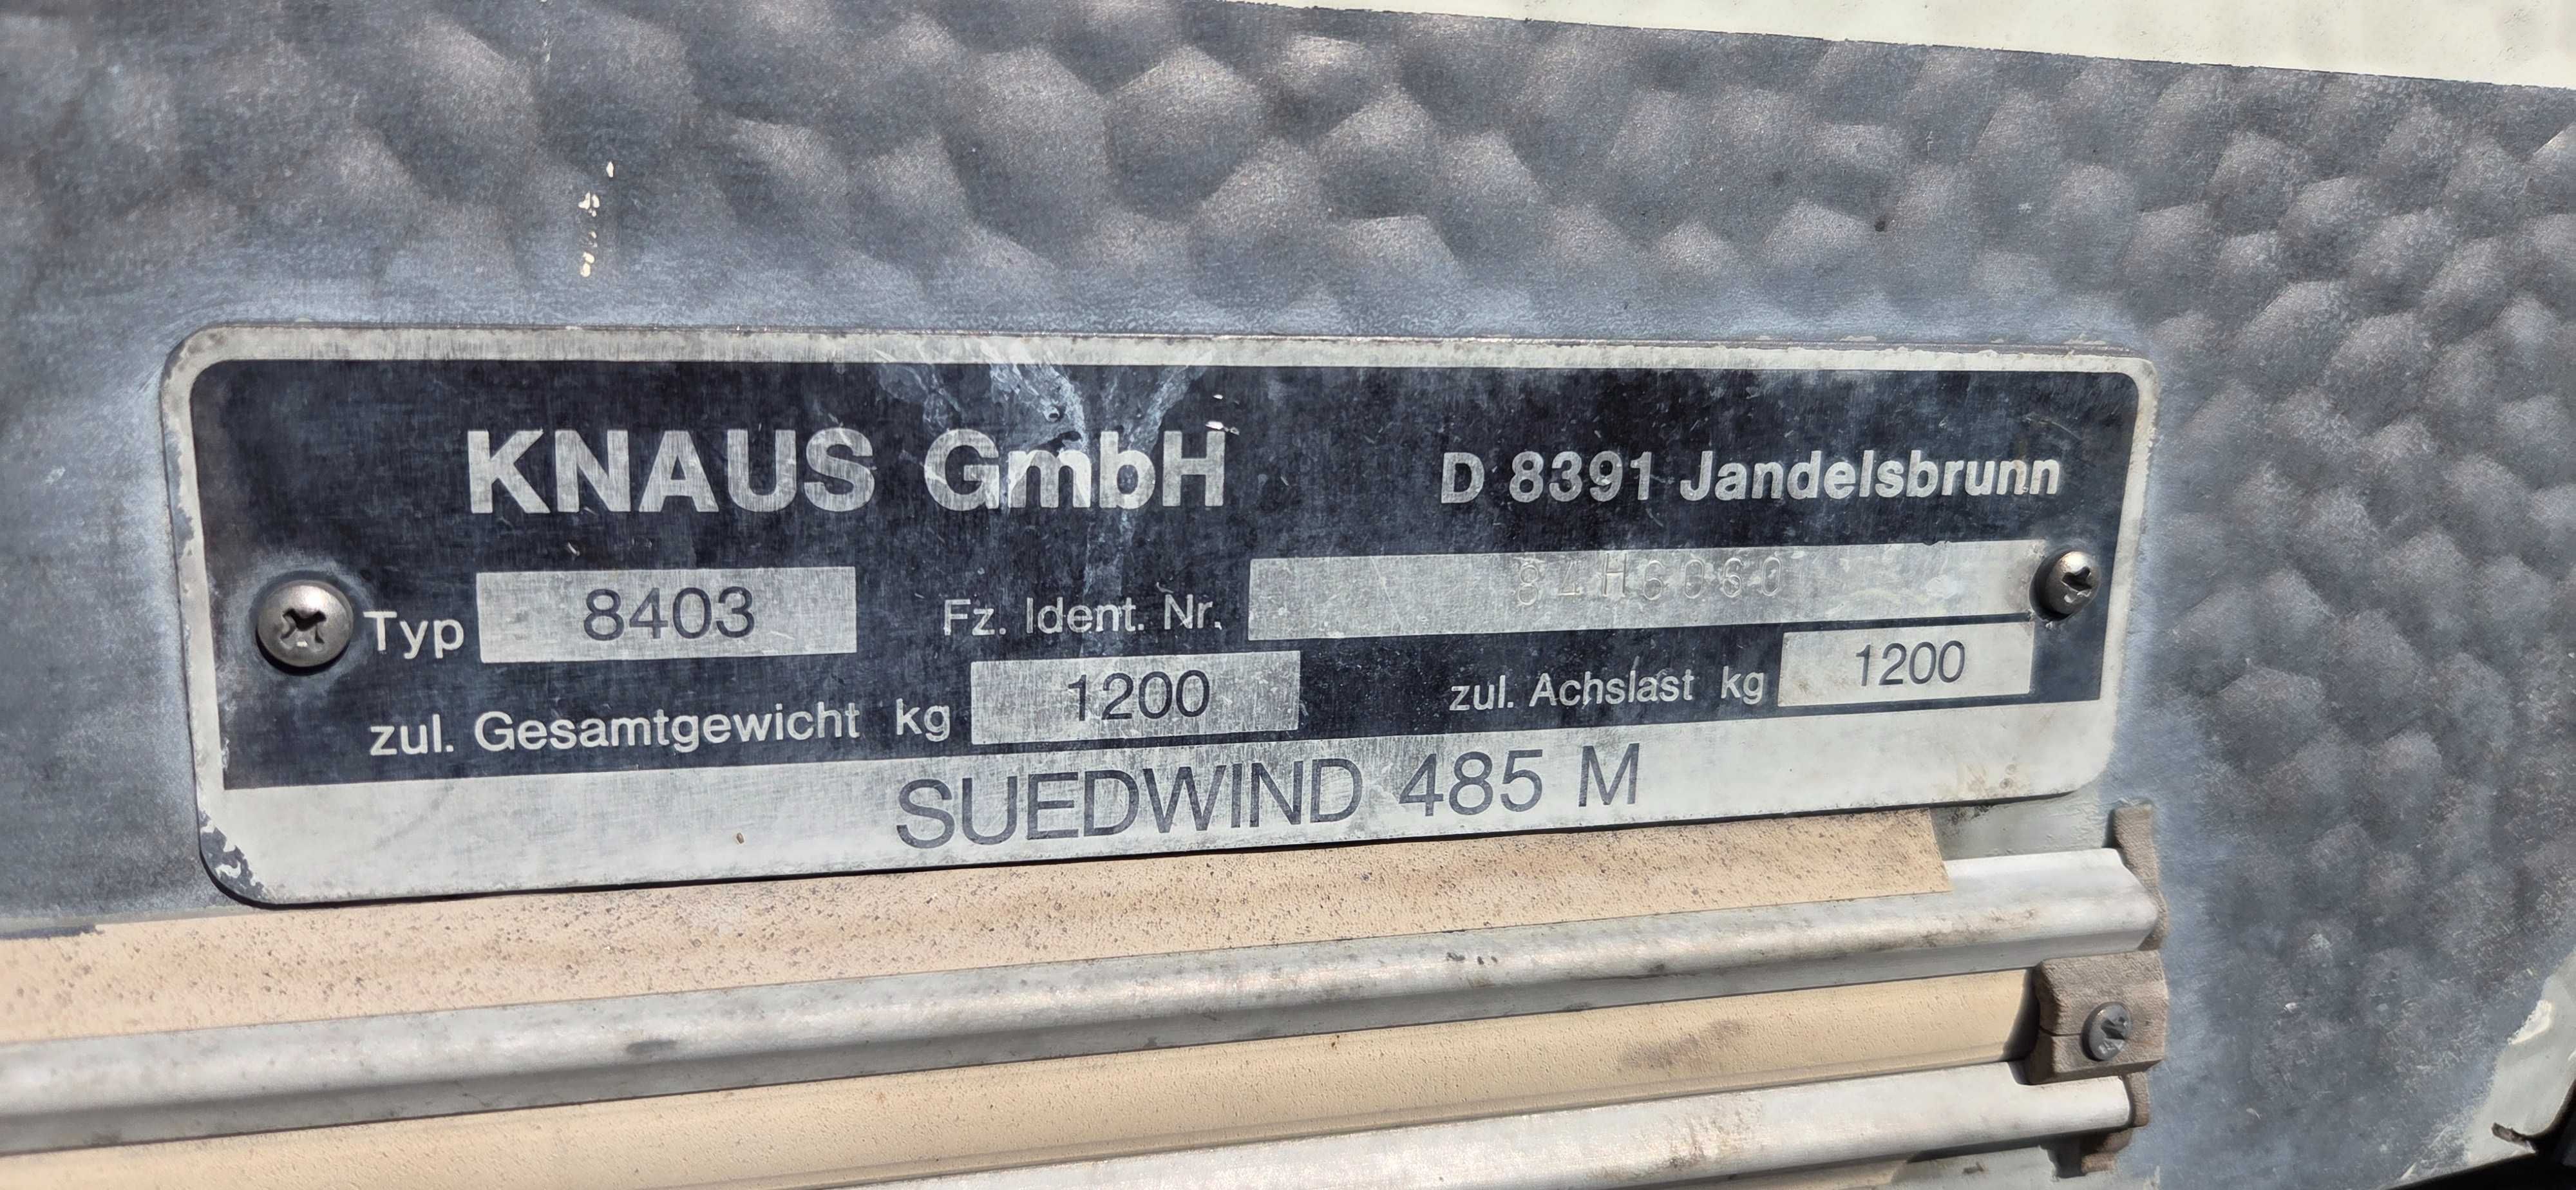 KNAUS GmbH D 8391 Jandelsbrunn
Typ 8403 Fz. Ident. Nr. 84H6060
zul. Gesamtgewicht kg 1200 zul. Achslast kg 1200
SUEDWIND 485 M